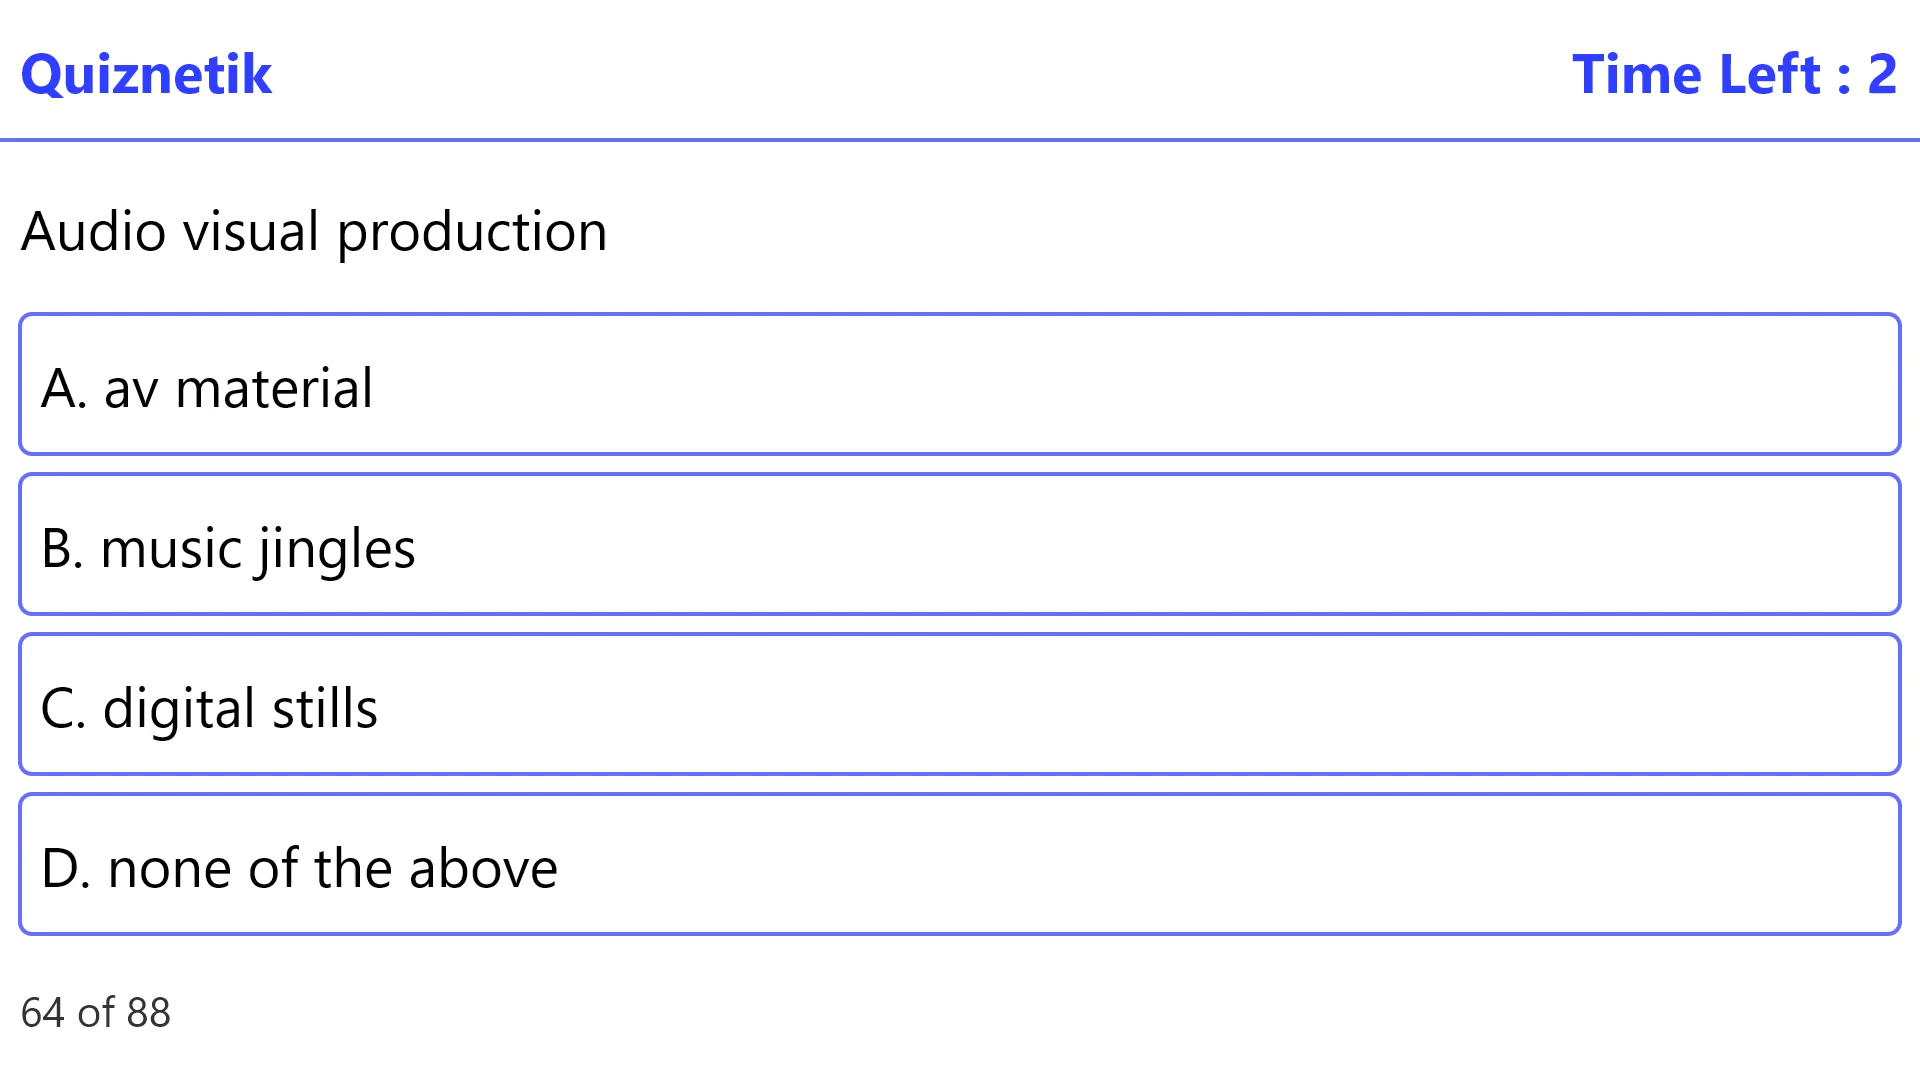 Quiznetik
Time Left : 2
Audio visual production
A. av material
B. music jingles
C. digital stills
D. none of the above
64 of 88